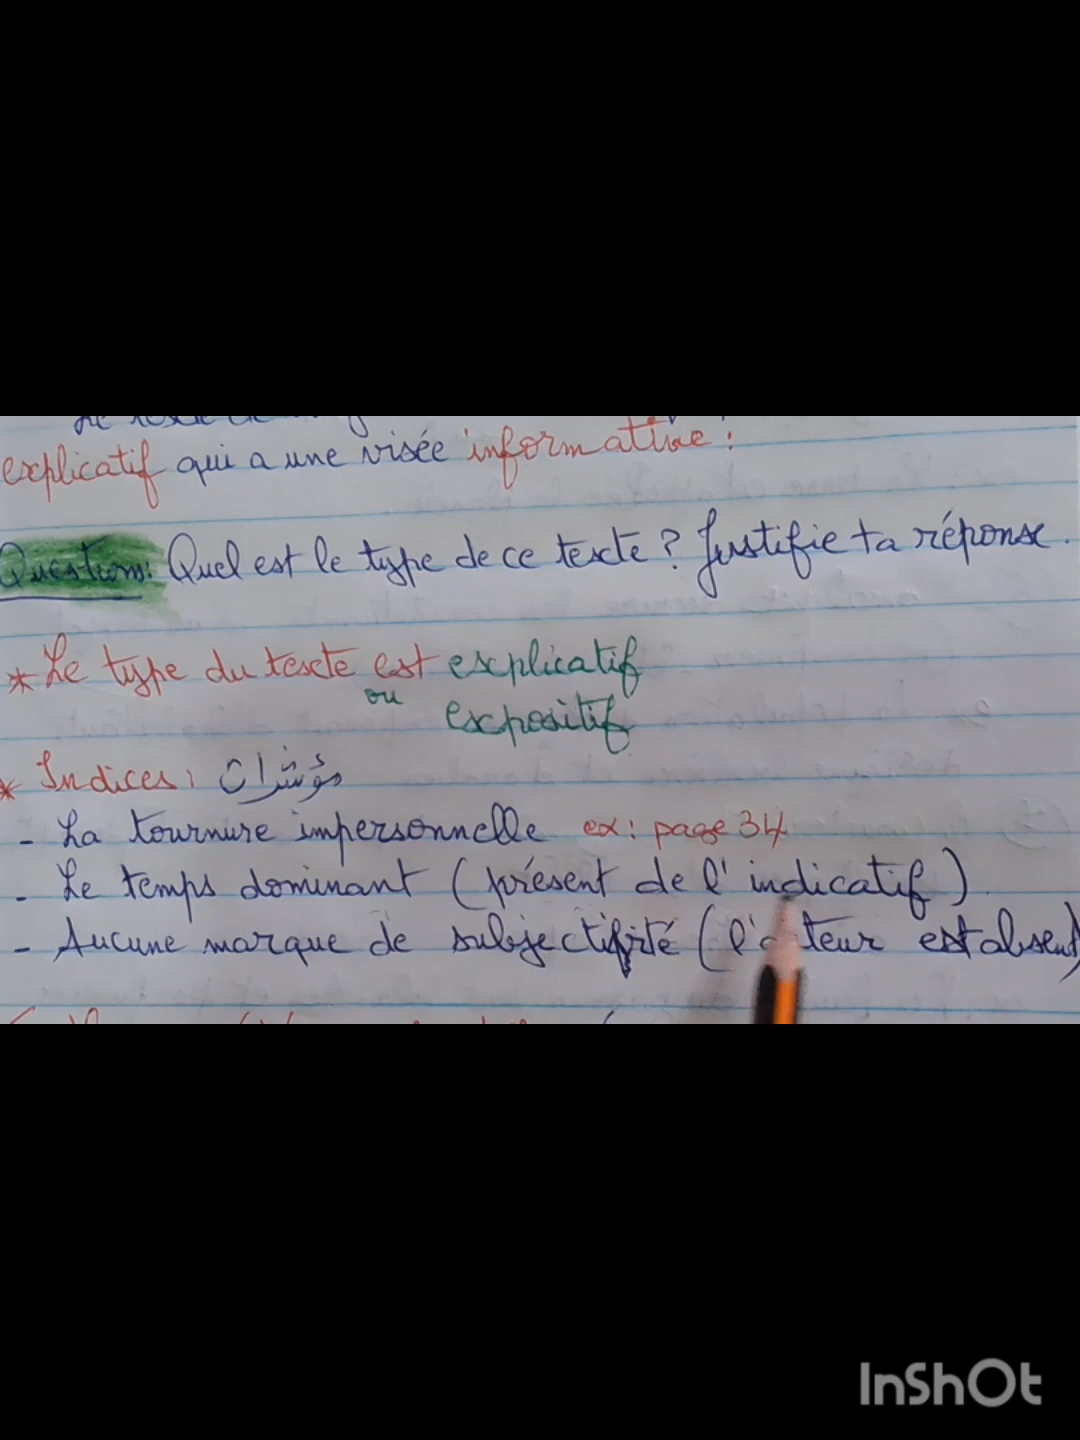 explicatif qui a une visée informative :
Question: Quel est le type de ce texte ? Justifie ta réponse.
* Le type du texte est explicatif
ou expositif
* Indices : مؤشرات
- La tournure impersonnelle ex : page 34
- Le temps dominant (présent de l'indicatif)
- Aucune marque de subjectivité (l'auteur est absent)
InShOt